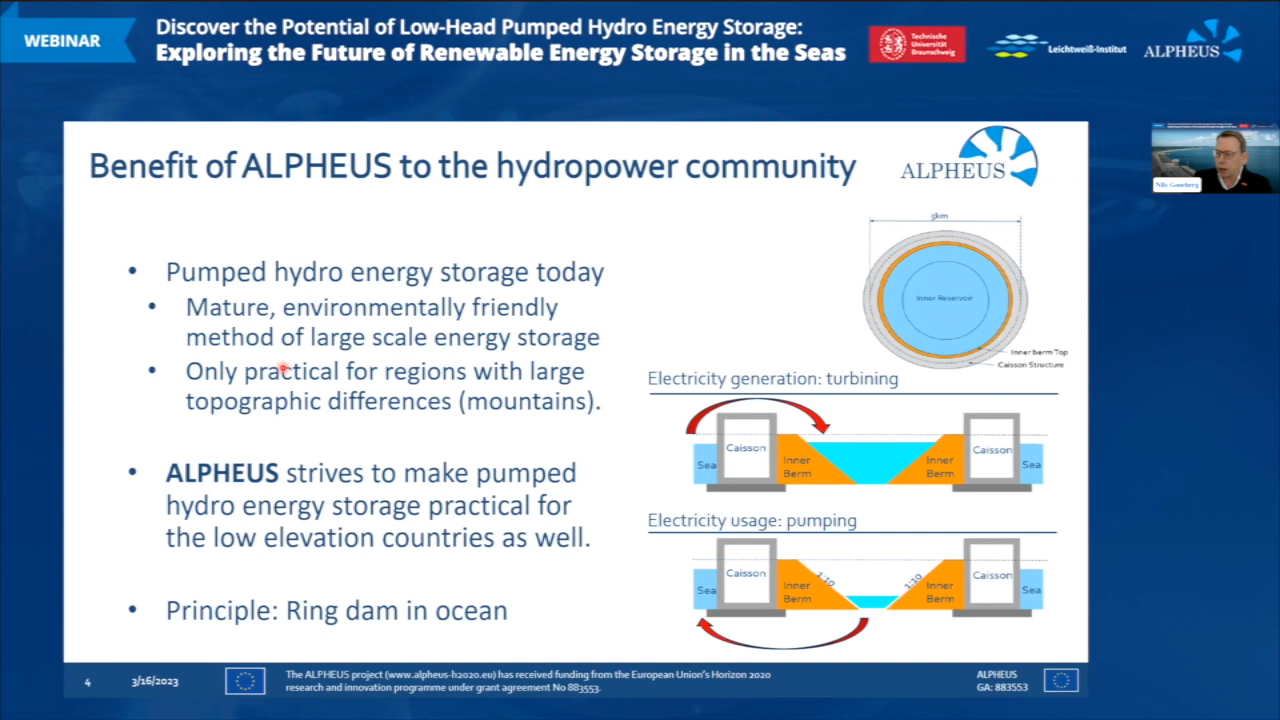 WEBINAR
Discover the Potential of Low-Head Pumped Hydro Energy Storage:
Exploring the Future of Renewable Energy Storage in the Seas
Technische
Universität
Braunschweig
Leichtweiß-Institut
ALPHEUS
Nils Goseberg
Benefit of ALPHEUS to the hydropower community
ALPHEUS
• Pumped hydro energy storage today
• Mature, environmentally friendly
method of large scale energy storage
• Only practical for regions with large
topographic differences (mountains).
• ALPHEUS strives to make pumped
hydro energy storage practical for
the low elevation countries as well.
• Principle: Ring dam in ocean
5km
Inner Reservoir
Inner berm Top
Caisson Structure
Electricity generation: turbining
Sea
Caisson
Inner
Berm
Inner
Berm
Caisson
Sea
Electricity usage: pumping
Sea
Caisson
Inner
Berm
1:10
1:10
Inner
Berm
Caisson
Sea
4
3/16/2023
The ALPHEUS project (www.alpheus-h2020.eu) has received funding from the European Union's Horizon 2020
research and innovation programme under grant agreement No 883553.
ALPHEUS
GA: 883553